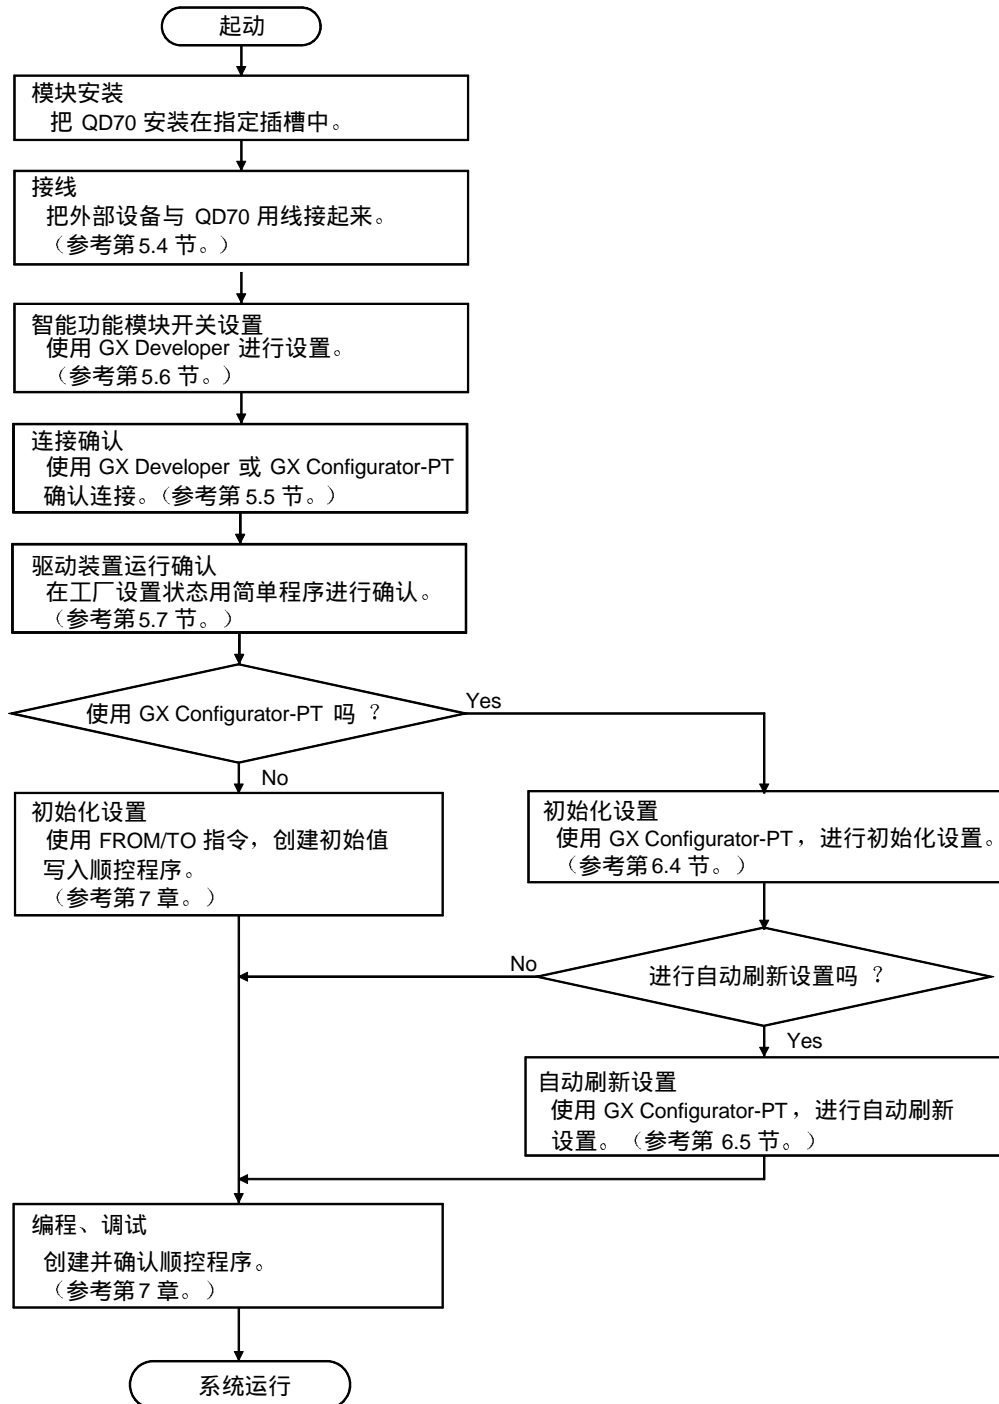 起动
模块安装
把 QD70 安装在指定插槽中。
接线
把外部设备与 QD70 用线接起来。
（参考第5.4 节。）
智能功能模块开关设置
使用 GX Developer 进行设置。
（参考第5.6 节。）
连接确认
使用 GX Developer 或 GX Configurator-PT
确认连接。（参考第 5.5 节。）
驱动装置运行确认
在工厂设置状态用简单程序进行确认。
（参考第5.7 节。）
使用 GX Configurator-PT 吗 ？
Yes
No
初始化设置
使用 FROM/TO 指令，创建初始值
写入顺控程序。
（参考第7 章。）
初始化设置
使用 GX Configurator-PT，进行初始化设置。
（参考第6.4 节。）
No
进行自动刷新设置吗 ？
Yes
自动刷新设置
使用 GX Configurator-PT，进行自动刷新
设置。（参考第 6.5 节。）
编程、调试
创建并确认顺控程序。
（参考第7 章。）
系统运行